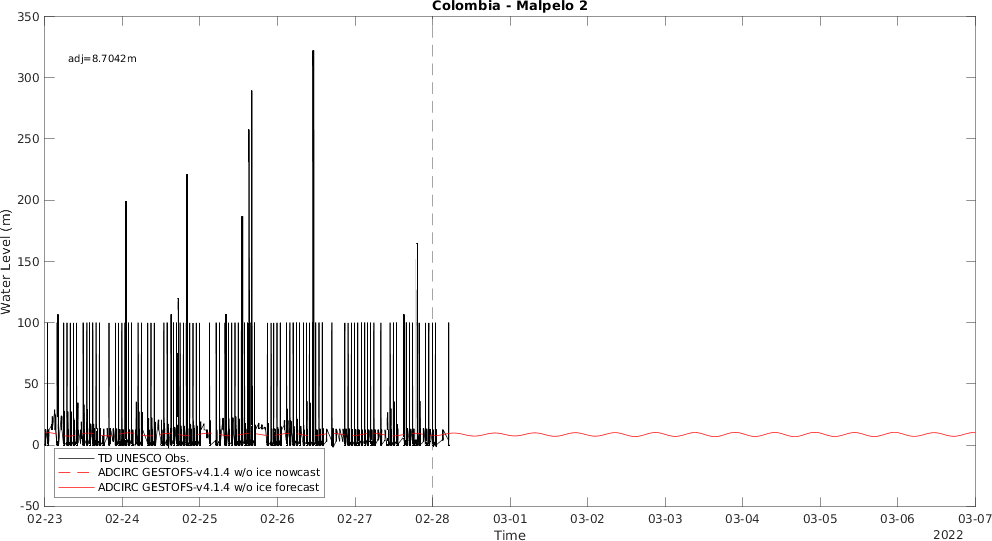 Colombia - Malpelo 2
350
300
250
200
150
100
50
0
-50
Water Level (m)
adj=8.7042m
TD UNESCO Obs.
ADCIRC GESTOFS-v4.1.4 w/o ice nowcast
ADCIRC GESTOFS-v4.1.4 w/o ice forecast
02-23 02-24 02-25 02-26 02-27 02-28 03-01 03-02 03-03 03-04 03-05 03-06 03-07
Time
2022